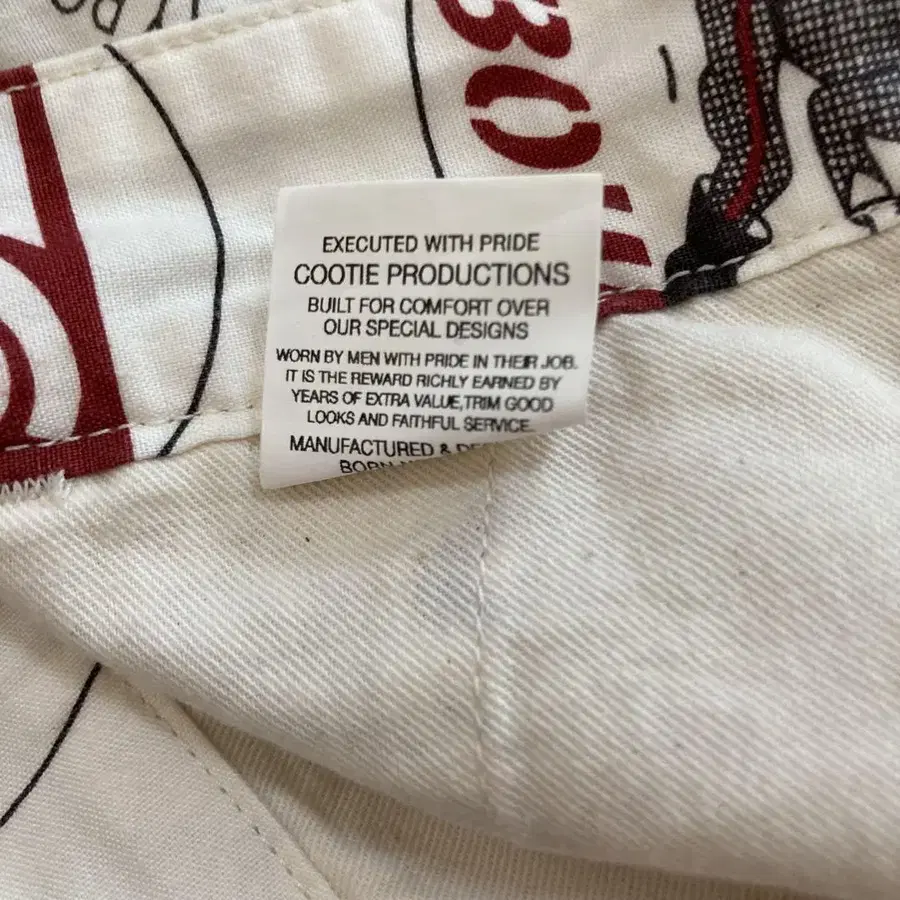 BO
30
EXECUTED WITH PRIDE
COOTIE PRODUCTIONS
BUILT FOR COMFORT OVER
OUR SPECIAL DESIGNS
WORN BY MEN WITH PRIDE IN THEIR JOB.
IT IS THE REWARD RICHLY EARNED BY
YEARS OF EXTRA VALUE,TRIM GOOD
LOOKS AND FAITHFUL SERVICE.
MANUFACTURED &